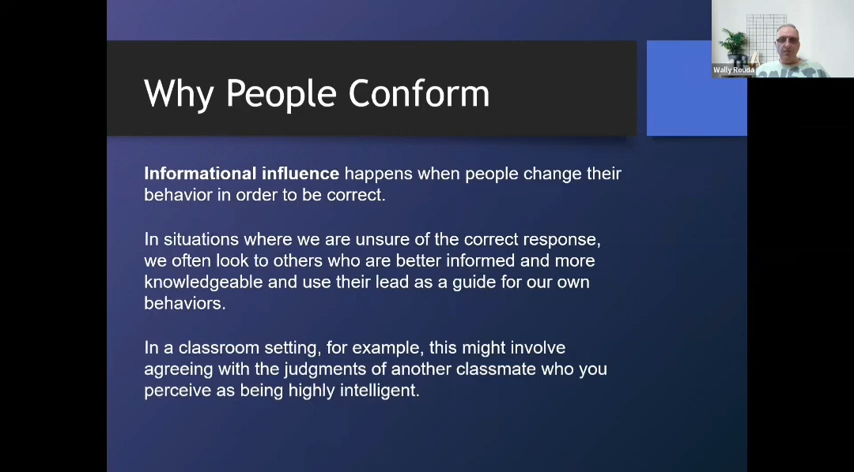 Why People Conform
Wally Rouda
Informational influence happens when people change their
behavior in order to be correct.
In situations where we are unsure of the correct response,
we often look to others who are better informed and more
knowledgeable and use their lead as a guide for our own
behaviors.
In a classroom setting, for example, this might involve
agreeing with the judgments of another classmate who you
perceive as being highly intelligent.